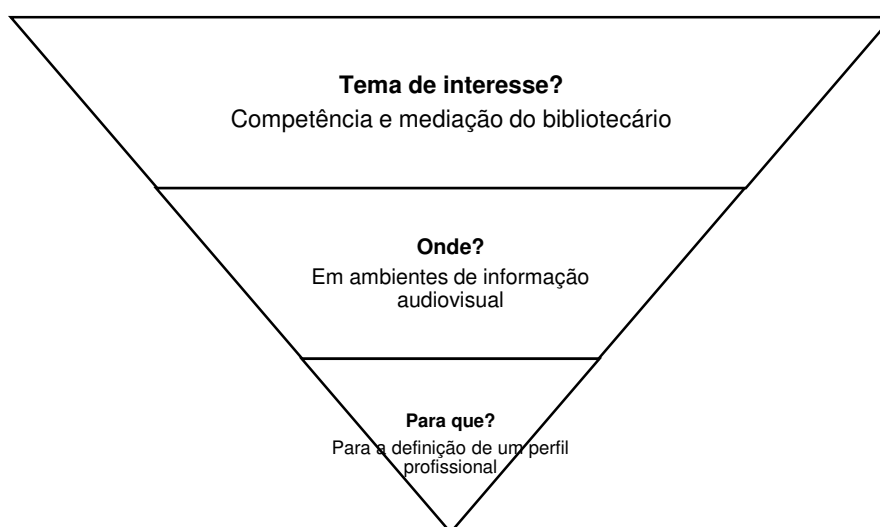 Tema de interesse?
Competência e mediação do bibliotecário
Onde?
Em ambientes de informação
audiovisual
Para que?
Para a definição de um perfil
profissional